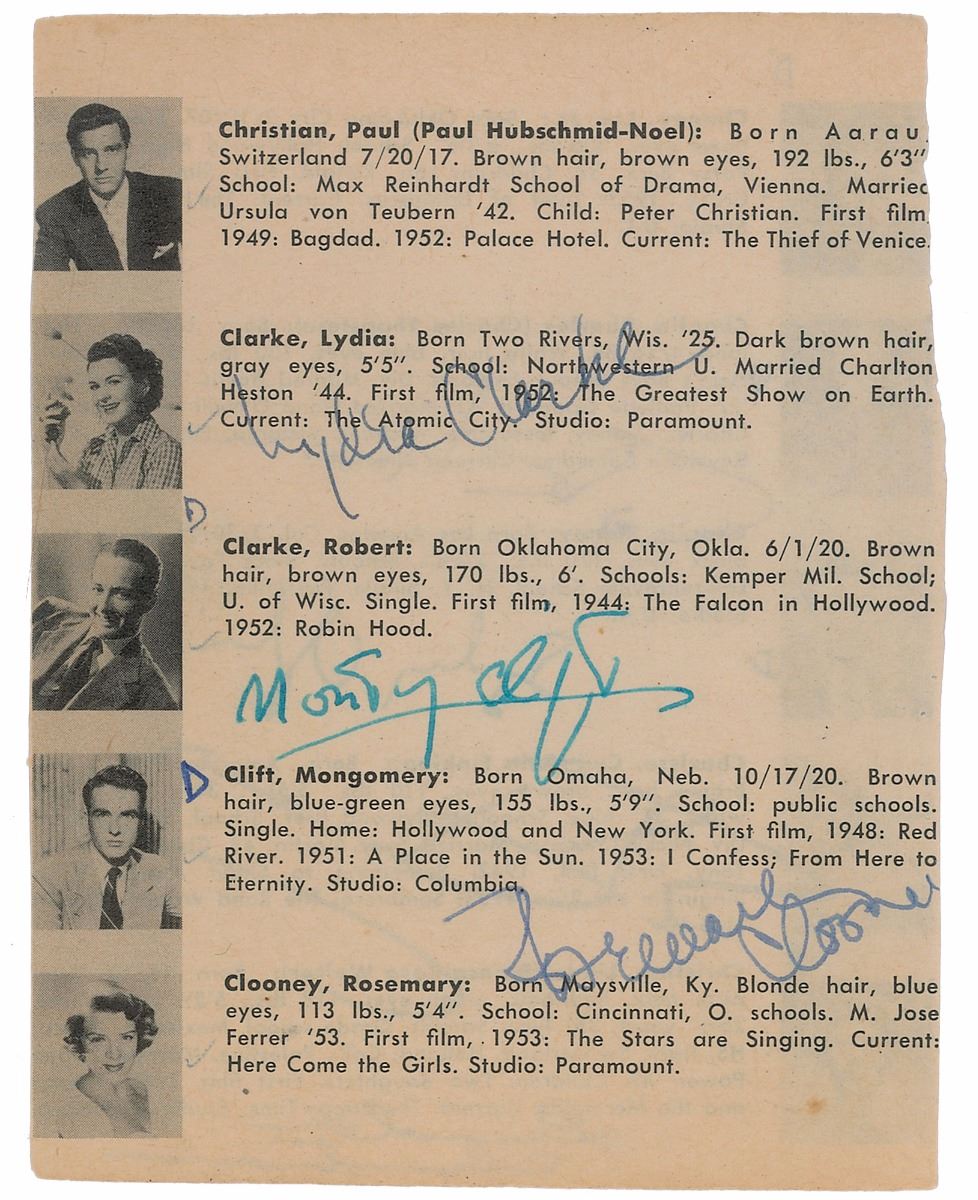 Christian, Paul (Paul Hubschmid-Noel): Born Aarau,
Switzerland 7/20/17. Brown hair, brown eyes, 192 lbs., 6'3"
School: Max Reinhardt School of Drama, Vienna. Married
Ursula von Teubern '42. Child: Peter Christian. First film,
1949: Bagdad. 1952: Palace Hotel. Current: The Thief of Venice.
Clarke, Lydia: Born Two Rivers, Wis. '25. Dark brown hair,
gray eyes, 5'5". School: Northwestern U. Married Charlton
Heston '44. First film, 1952: The Greatest Show on Earth.
Current: The Atomic City. Studio: Paramount.
Lydia Clarke
D
Clarke, Robert: Born Oklahoma City, Okla. 6/1/20. Brown
hair, brown eyes, 170 lbs., 6'. Schools: Kemper Mil. School;
U. of Wisc. Single. First film, 1944: The Falcon in Hollywood.
1952: Robin Hood.
Monty Clift
D
Clift, Mongomery: Born Omaha, Neb. 10/17/20. Brown
hair, blue-green eyes, 155 lbs., 5'9". School: public schools.
Single. Home: Hollywood and New York. First film, 1948: Red
River. 1951: A Place in the Sun. 1953: I Confess; From Here to
Eternity. Studio: Columbia.
Rosemary Clooney
Clooney, Rosemary: Born Maysville, Ky. Blonde hair, blue
eyes, 113 lbs., 5'4". School: Cincinnati, O. schools. M. Jose
Ferrer '53. First film, 1953: The Stars are Singing. Current:
Here Come the Girls. Studio: Paramount.